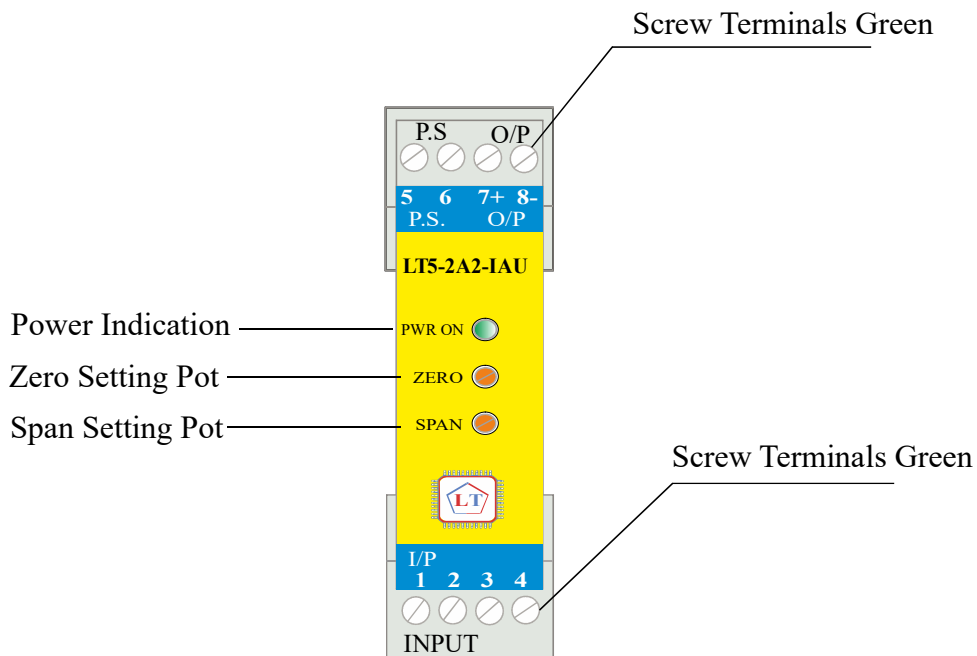 Screw Terminals Green
P.S O/P
5 6 7+ 8-
P.S. O/P
LT5-2A2-IAU
Power Indication PWR ON
Zero Setting Pot ZERO
Span Setting Pot SPAN
Screw Terminals Green
LT
I/P
1 2 3 4
INPUT